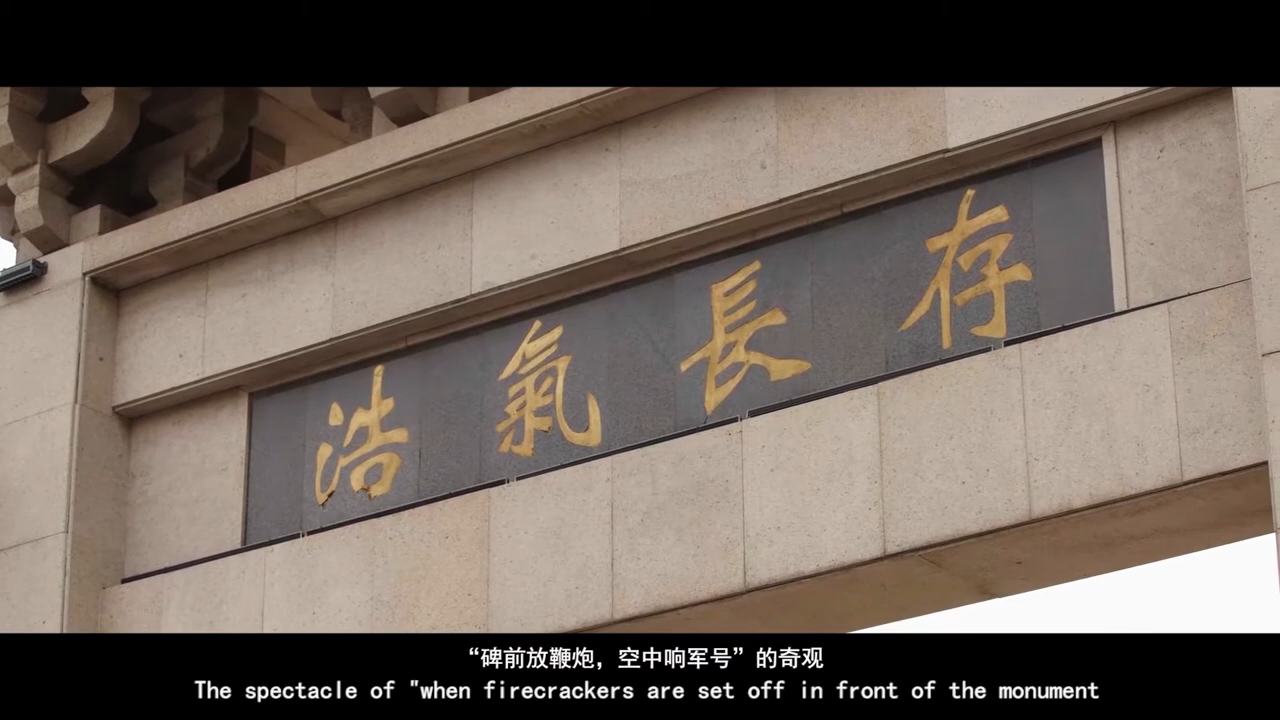 浩氣長存
“碑前放鞭炮，空中响军号”的奇观
The spectacle of "when firecrackers are set off in front of the monument